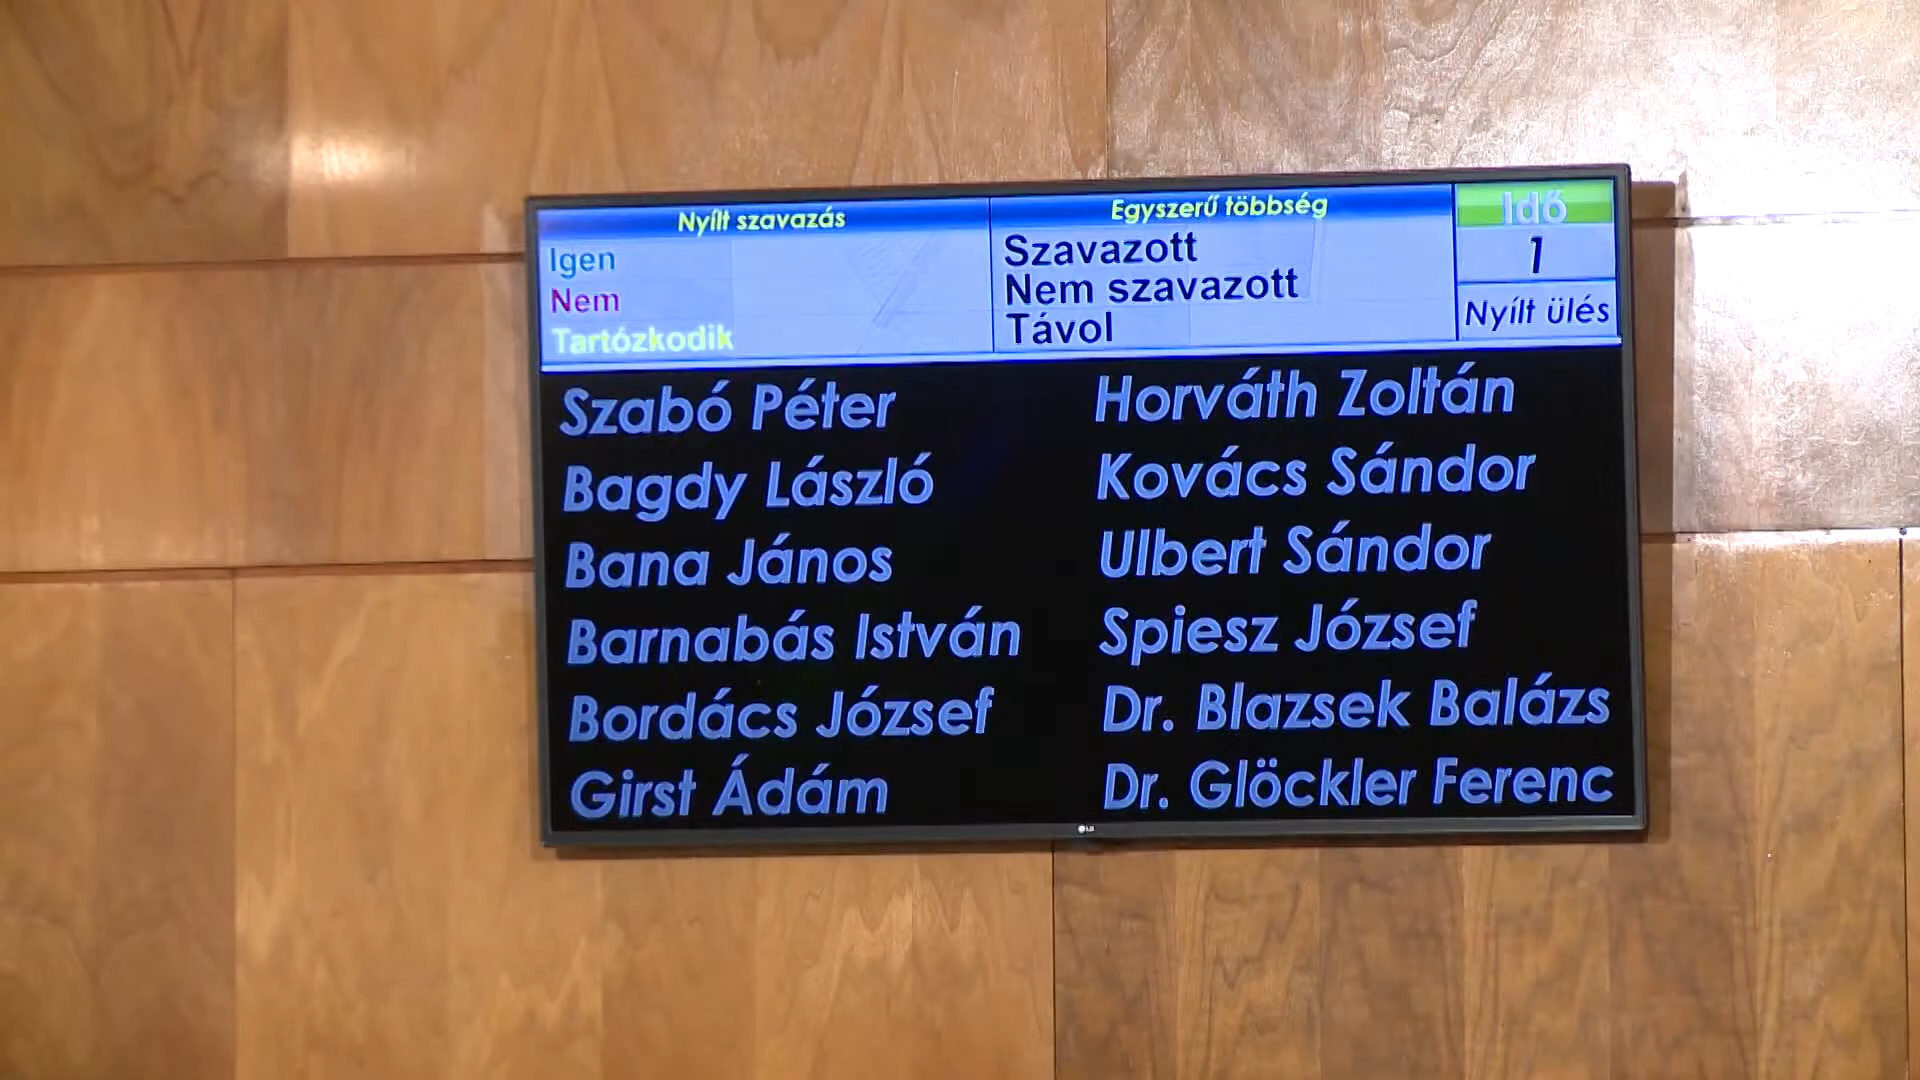 Nyílt szavazás
Igen
Nem
Tartózkodik
Egyszerű többség
Szavazott
Nem szavazott
Távol
Idő
1
Nyílt ülés
Szabó Péter
Bagdy László
Bana János
Barnabás István
Bordács József
Girst Ádám
Horváth Zoltán
Kovács Sándor
Ulbert Sándor
Spiesz József
Dr. Blazsek Balázs
Dr. Glöckler Ferenc
LG